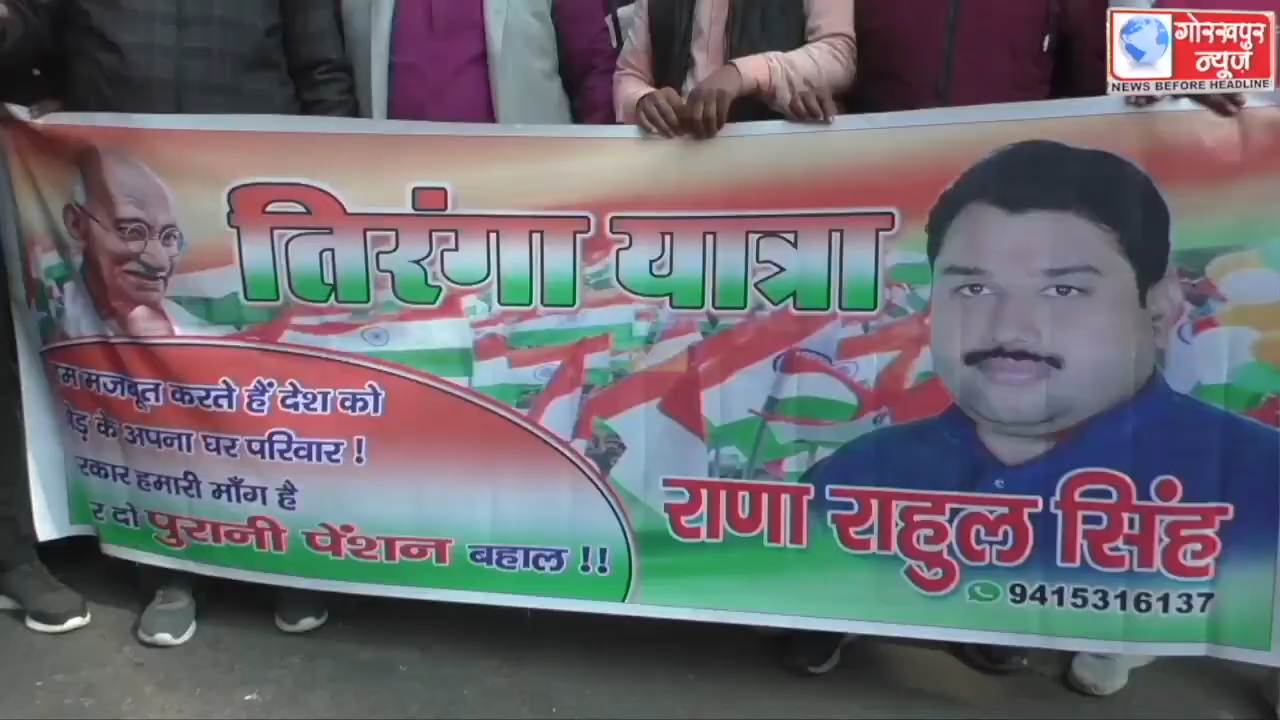 गोरखपुर
न्यूज़
NEWS BEFORE HEADLINE
तिरंगा यात्रा
मजबूत करते हैं देश को
के अपना घर परिवार !
हमारी माँग है
दो पुरानी पेंशन बहाल !!
राणा राहुल सिंह
9415316137